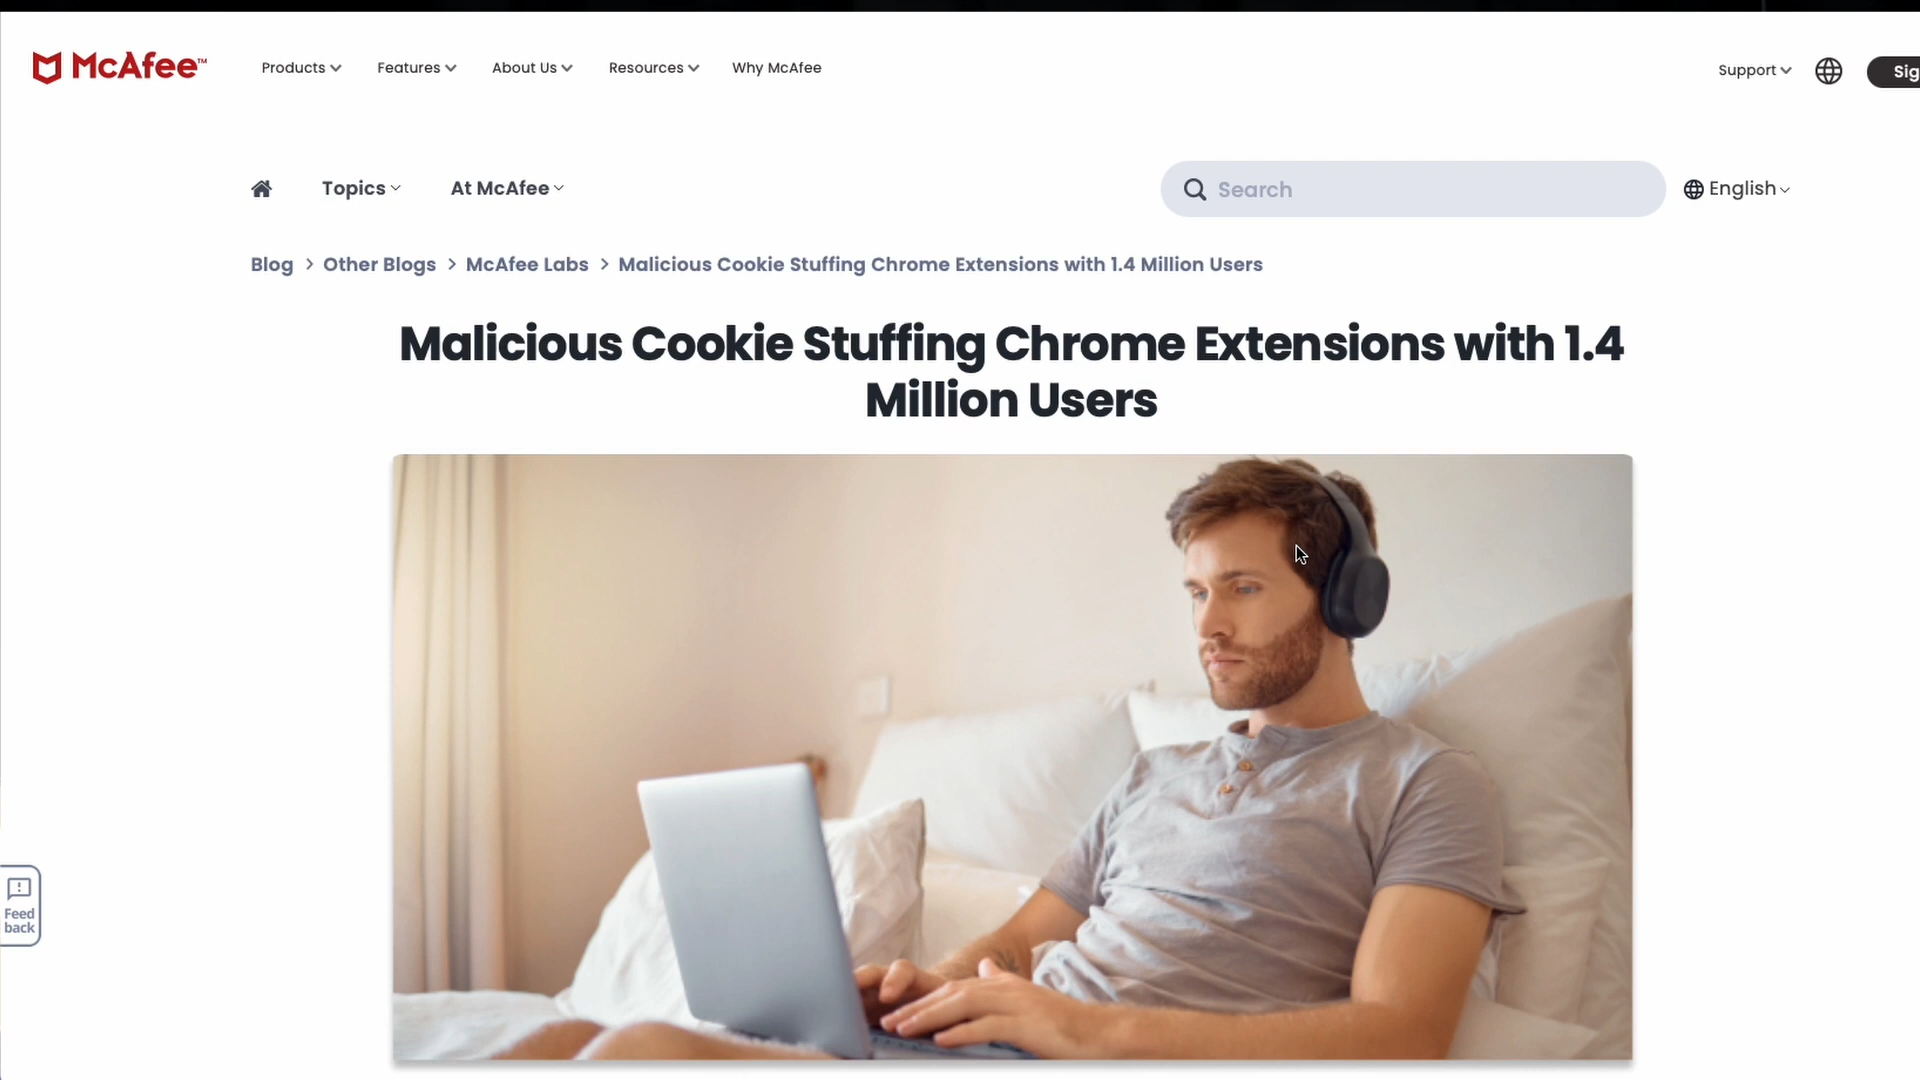 McAfee™
Products
Features
About Us
Resources
Why McAfee
Support
Sig
Topics
At McAfee
Search
English
Blog > Other Blogs > McAfee Labs > Malicious Cookie Stuffing Chrome Extensions with 1.4 Million Users
Malicious Cookie Stuffing Chrome Extensions with 1.4
Million Users
Feed
back